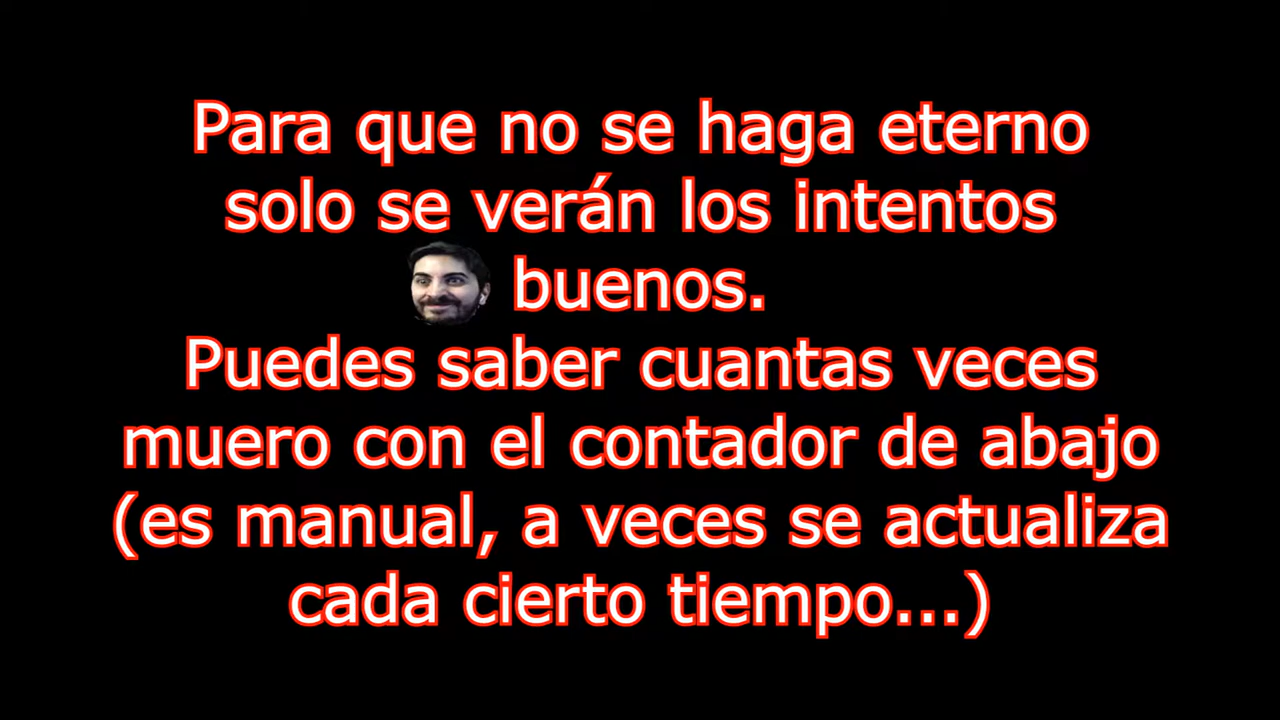 Para que no se haga eterno
solo se verán los intentos
buenos.
Puedes saber cuantas veces
muero con el contador de abajo
(es manual, a veces se actualiza
cada cierto tiempo...)